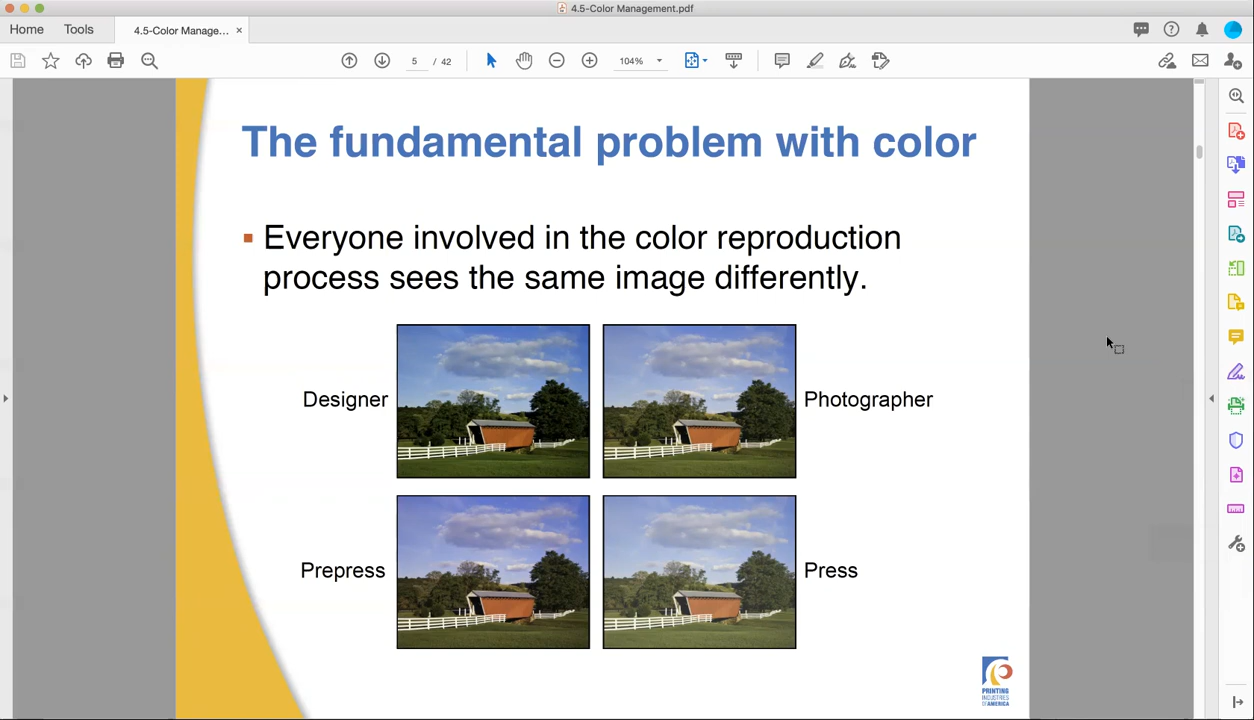 4.5-Color Management.pdf
Home
Tools
4.5-Color Manage...
5 / 42
104%
The fundamental problem with color
Everyone involved in the color reproduction
process sees the same image differently.
Designer
Photographer
Prepress
Press
PRINTING
INDUSTRIES
OF AMERICA